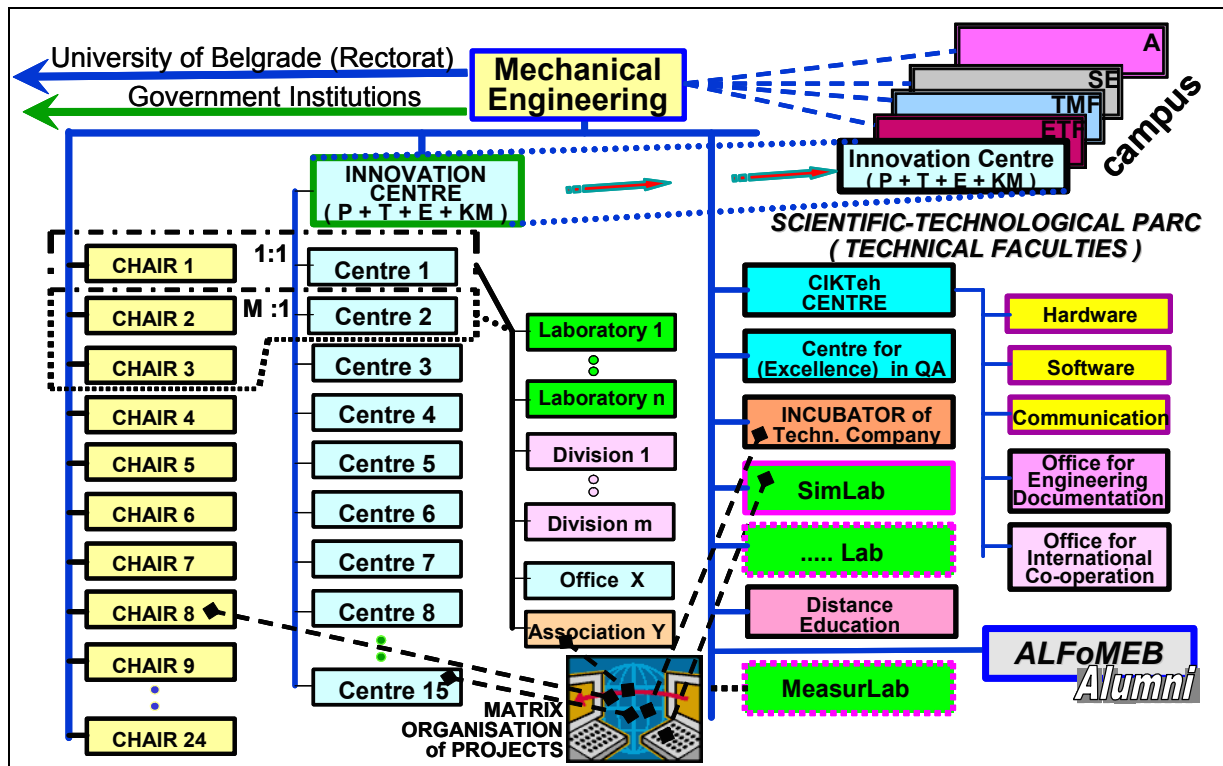 University of Belgrade (Rectorat)
Government Institutions
Mechanical
Engineering
A
SE
TMF
ETF
campus
Innovation Centre
( P + T + E + KM )
SCIENTIFIC-TECHNOLOGICAL PARC
( TECHNICAL FACULTIES )
INNOVATION
CENTRE
( P + T + E + KM )
1:1
M :1
CHAIR 1
CHAIR 2
CHAIR 3
CHAIR 4
CHAIR 5
CHAIR 6
CHAIR 7
CHAIR 8
CHAIR 9
CHAIR 24
Centre 1
Centre 2
Centre 3
Centre 4
Centre 5
Centre 6
Centre 7
Centre 8
Centre 15
Laboratory 1
Laboratory n
Division 1
Division m
Office X
Association Y
MATRIX
ORGANISATION
of PROJECTS
CIKTeh
CENTRE
Centre for
(Excellence) in QA
INCUBATOR of
Techn. Company
SimLab
..... Lab
Distance
Education
MeasurLab
Hardware
Software
Communication
Office for
Engineering
Documentation
Office for
International
Co-operation
ALFoMEB
Alumni